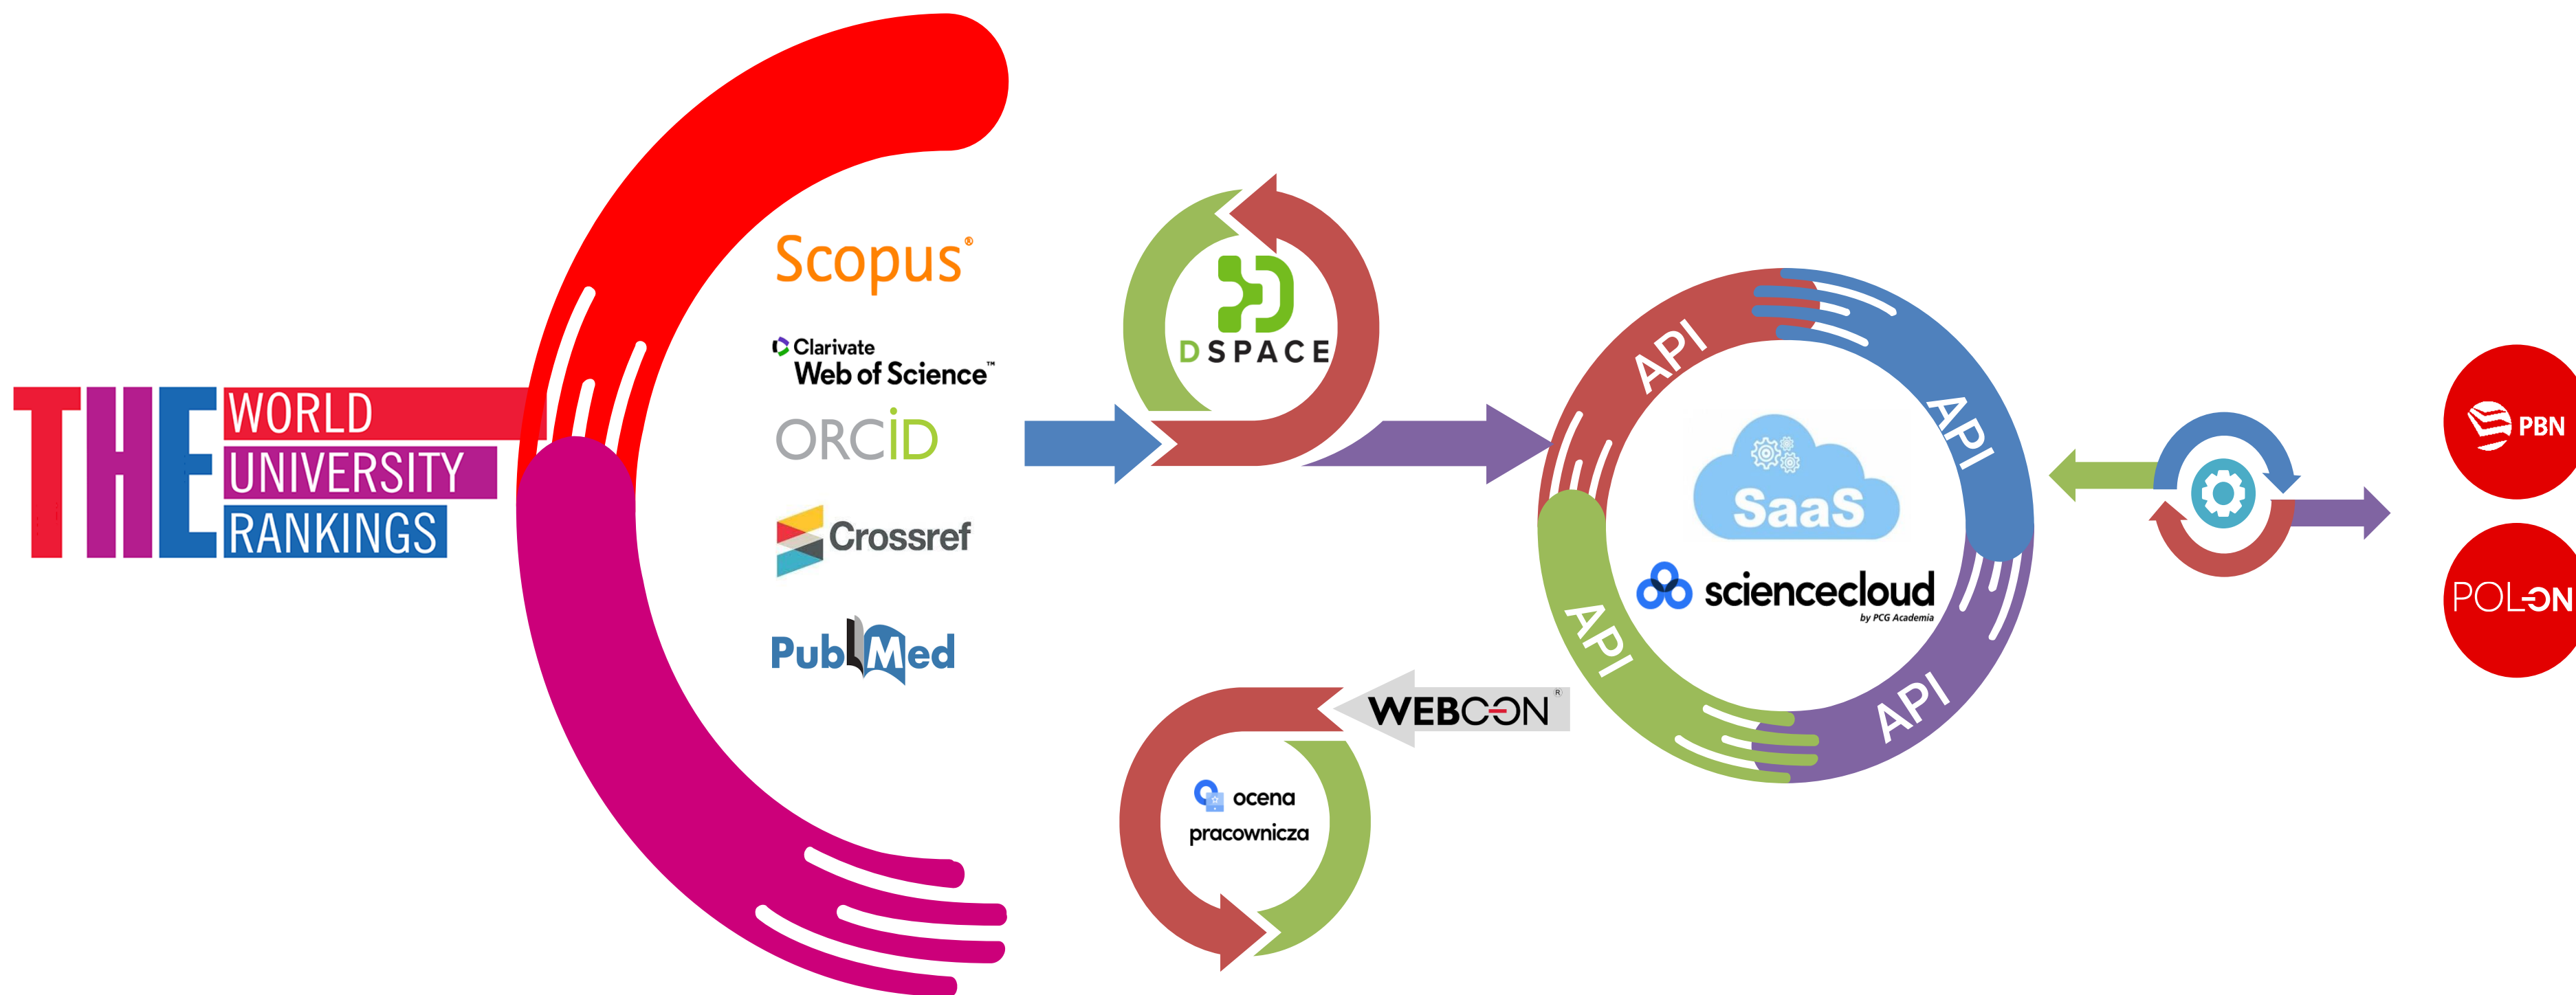 THE WORLD
UNIVERSITY
RANKINGS
Scopus®
Clarivate
Web of Science™
ORCID
Crossref
PubMed
DSPACE
API
API
API
API
SaaS
sciencecloud
by PCG Academia
WEBCON®
ocena
pracownicza
PBN
POL-ON